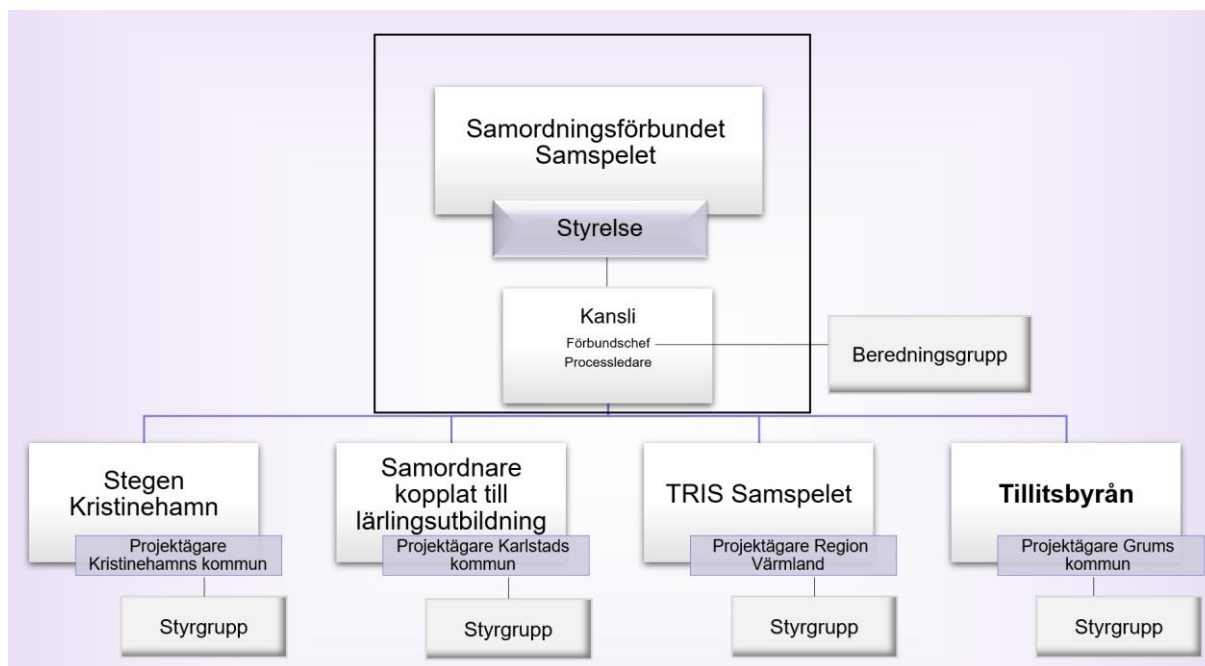 Samordningsförbundet
Samspelet
Styrelse
Kansli
Förbundschef
Processledare
Beredningsgrupp
Stegen
Kristinehamn
Projektägare
Kristinehamns kommun
Styrgrupp
Samordnare
kopplat till
lärlingsutbildning
Projektägare Karlstads
kommun
Styrgrupp
TRIS Samspelet
Projektägare Region
Värmland
Styrgrupp
Tillitsbyrån
Projektägare Grums
kommun
Styrgrupp